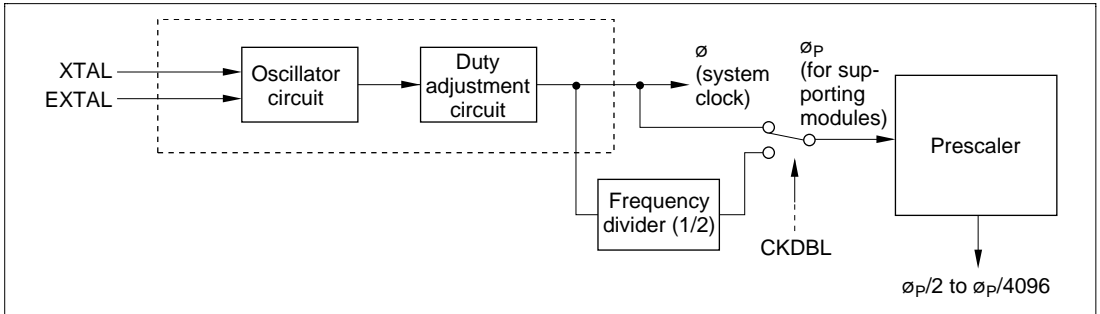 XTAL
EXTAL
Oscillator
circuit
Duty
adjustment
circuit
ø
(system
clock)
øP
(for sup-
porting
modules)
Prescaler
Frequency
divider (1/2)
CKDBL
øP/2 to øP/4096